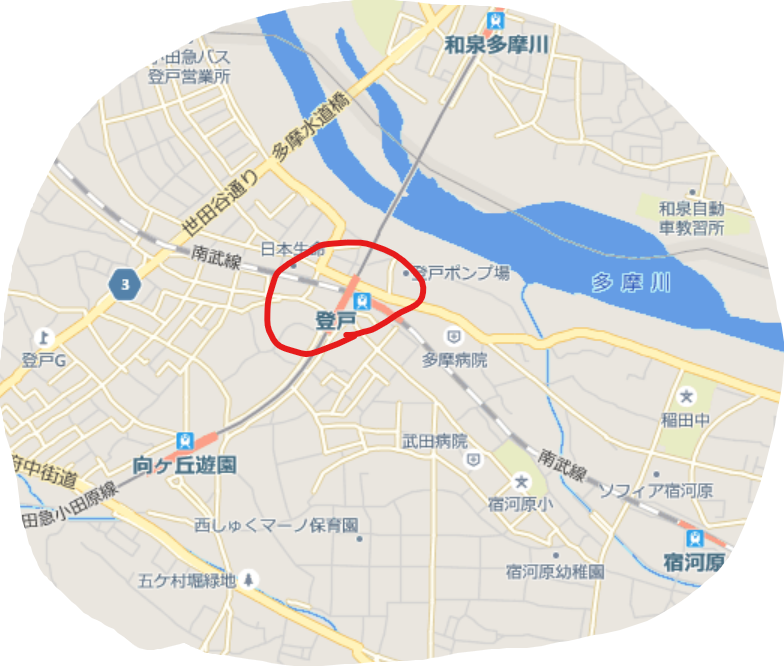 和泉多摩川
小田急バス
登戸営業所
多摩水道橋
世田谷通り
和泉自動
車教習所
南武線
日本生命
登戸ポンプ場
多摩川
3
登戸
登戸G
多摩病院
稲田中
武田病院
向ヶ丘遊園
南武線
府中街道
ソフィア宿河原
宿河原小
田急小田原線
西しゅくマーノ保育園
宿河原
宿河原幼稚園
五ケ村堀緑地